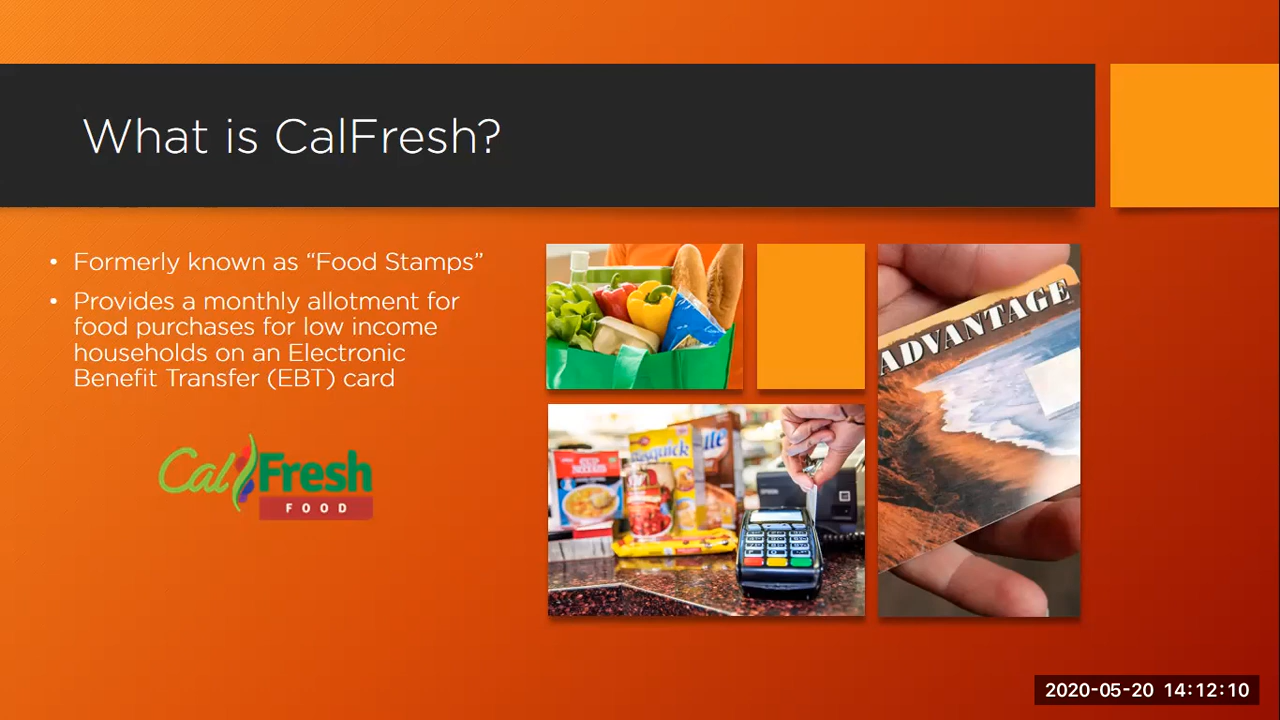 What is CalFresh?
• Formerly known as “Food Stamps”
• Provides a monthly allotment for
food purchases for low income
households on an Electronic
Benefit Transfer (EBT) card
CalFresh
FOOD
ADVANTAGE
Bisquick
2020-05-20 14:12:10